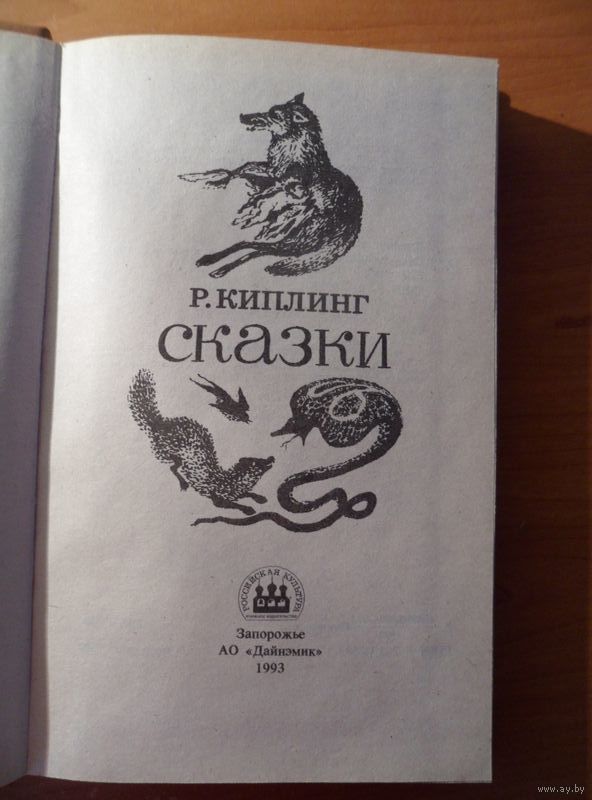 Р. КИПЛИНГ
СКАЗКИ
РОССИЙСКАЯ КУЛЬТУРА
Запорожье
АО «Дайнэмик»
1993
www.ay.by